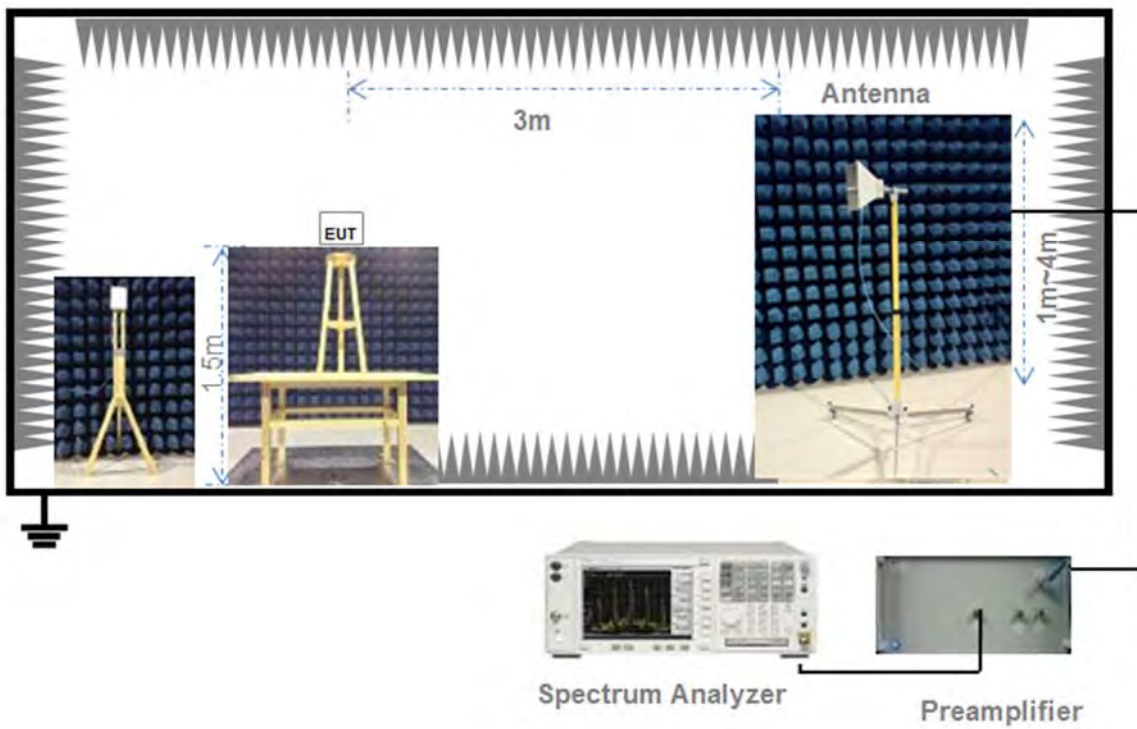 Antenna
3m
EUT
1.5m
1m~4m
Spectrum Analyzer
Preamplifier